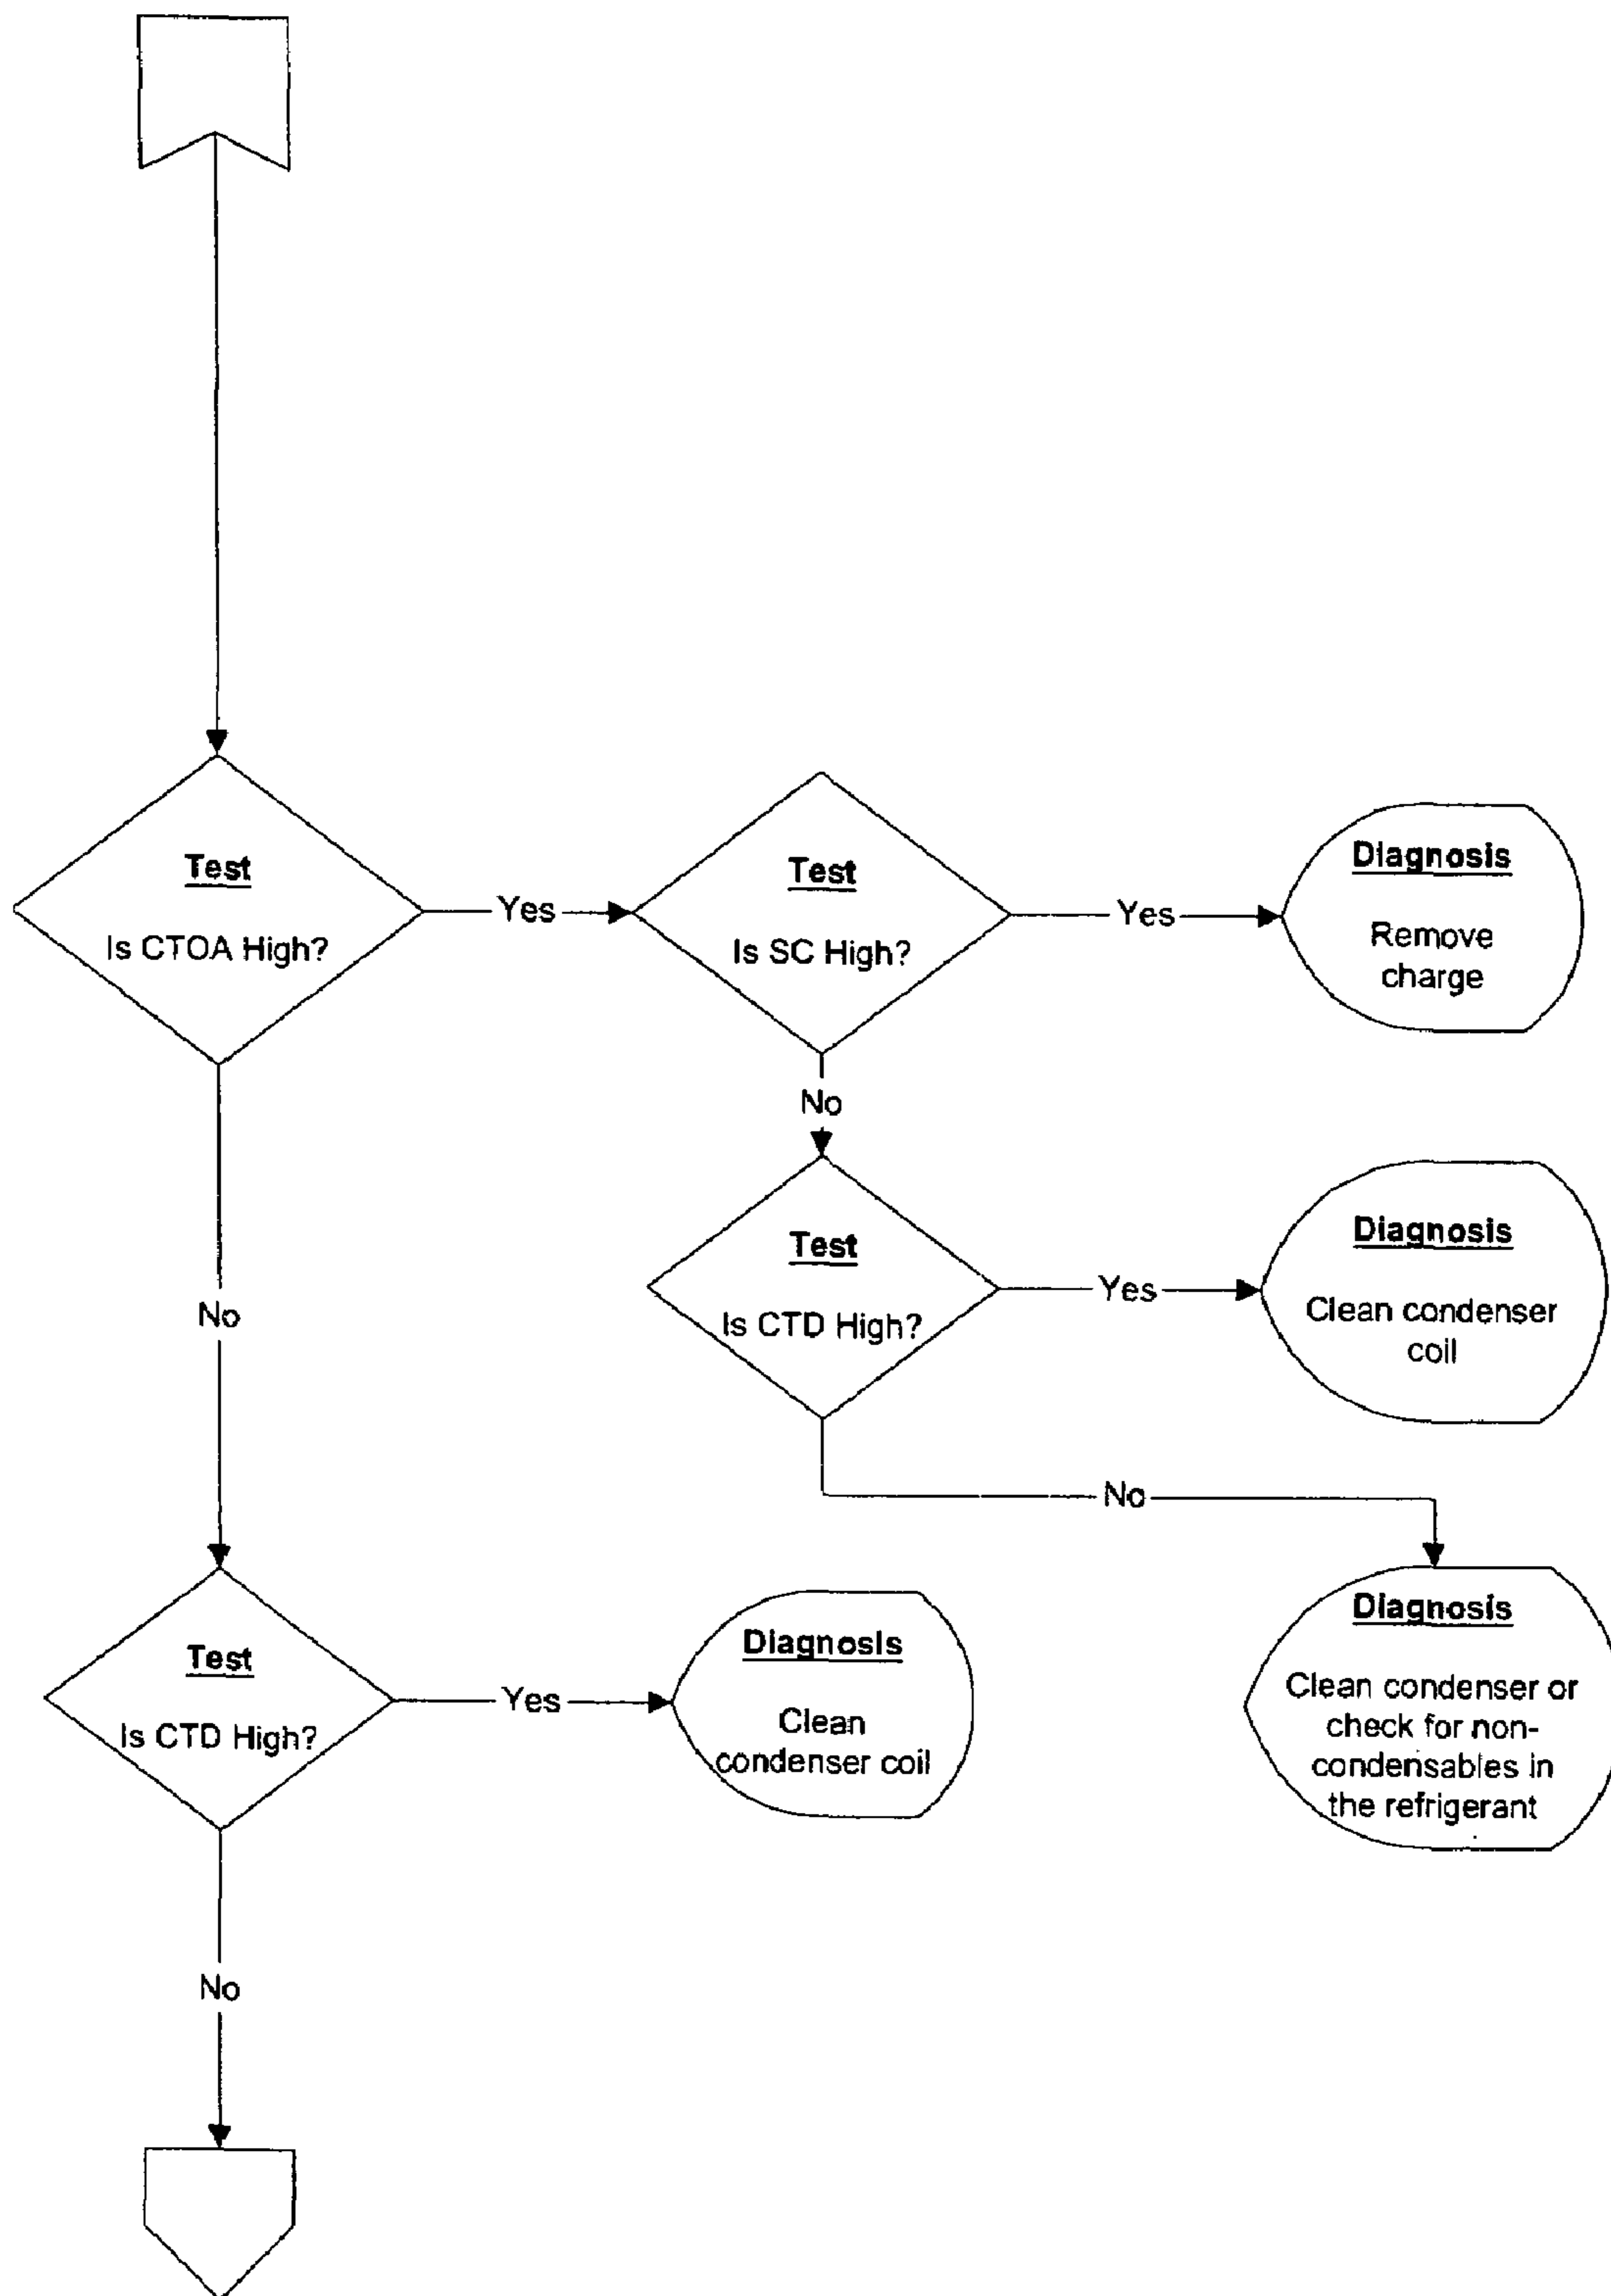 Test
Is CTOA High?
Yes
Test
Is SC High?
Yes
Diagnosis
Remove
charge
No
Test
Is CTD High?
Yes
Diagnosis
Clean condenser
coil
No
No
Diagnosis
Clean condenser or
check for non-
condensables in
the refrigerant
Test
Is CTD High?
Yes
Diagnosis
Clean
condenser coil
No